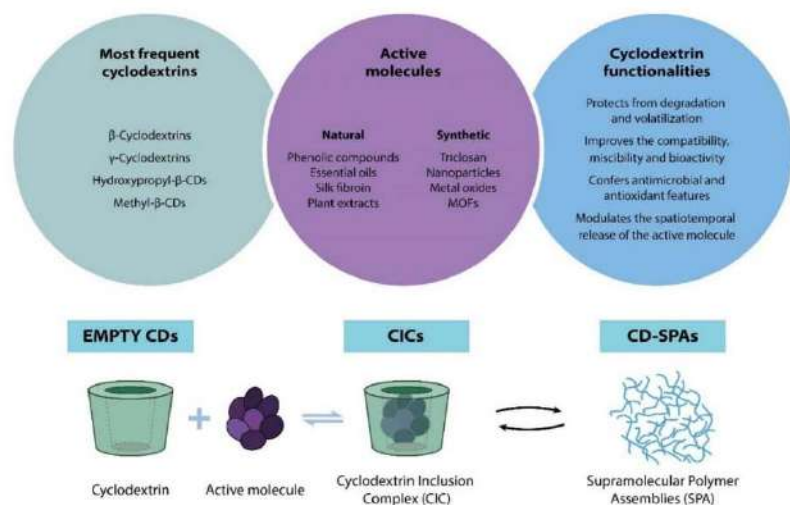 Most frequent
cyclodextrins
β-Cyclodextrins
γ-Cyclodextrins
Hydroxypropyl-β-CDs
Methyl-β-CDs
Active
molecules
Natural
Phenolic compounds
Essential oils
Silk fibroin
Plant extracts
Synthetic
Triclosan
Nanoparticles
Metal oxides
MOFs
Cyclodextrin
functionalities
Protects from degradation
and volatilization
Improves the compatibility,
miscibility and bioactivity
Confers antimicrobial and
antioxidant features
Modulates the spatiotemporal
release of the active molecule
EMPTY CDs
CICs
CD-SPAs
+
Cyclodextrin
Active molecule
Cyclodextrin Inclusion
Complex (CIC)
Supramolecular Polymer
Assemblies (SPA)